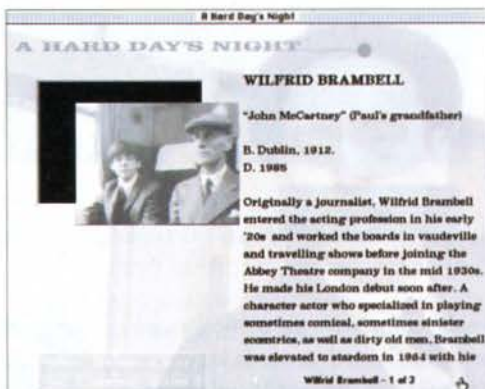 A Hard Day's Night
A HARD DAY'S NIGHT
WILFRID BRAMBELL
"John McCartney" (Paul's grandfather)
B. Dublin, 1912.
D. 1985
Originally a journalist, Wilfrid Brambell
entered the acting profession in his early
'20s and worked the boards in vaudeville
and travelling shows before joining the
Abbey Theatre company in the mid 1930s.
He made his London debut soon after. A
character actor who specialized in playing
sometimes comical, sometimes sinister
eccentrics, as well as dirty old men, Brambell
was elevated to stardom in 1964 with his
Wilfrid Brambell - 1 of 2